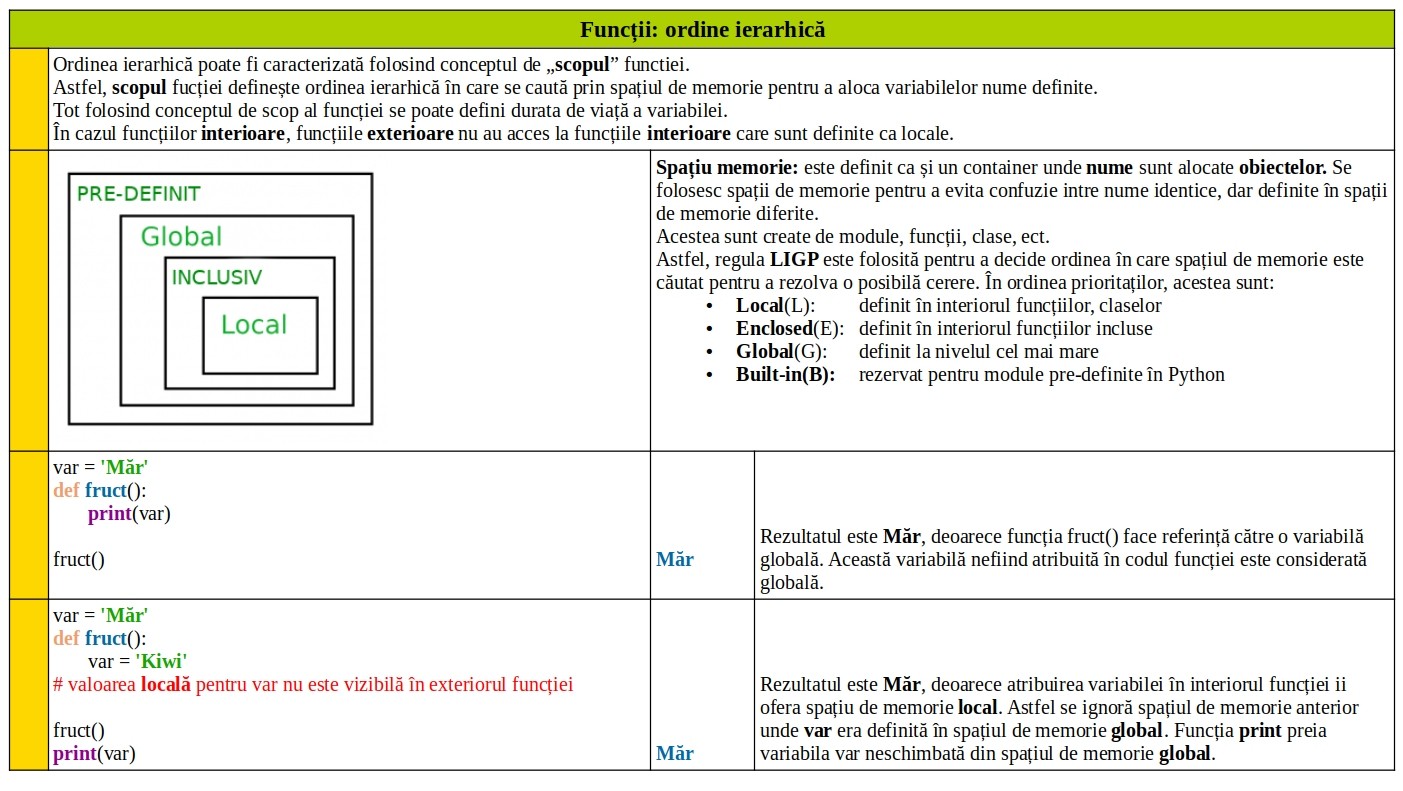 Funcții: ordine ierarhică
Ordinea ierarhică poate fi caracterizată folosind conceptul de „scopul” functiei.
Astfel, scopul fucției definește ordinea ierarhică în care se caută prin spațiul de memorie pentru a aloca variabilelor nume definite.
Tot folosind conceptul de scop al funcției se poate defini durata de viață a variabilei.
În cazul funcțiilor interioare, funcțiile exterioare nu au acces la funcțiile interioare care sunt definite ca locale.
PRE-DEFINIT
Global
INCLUSIV
Local
Spațiu memorie: este definit ca și un container unde nume sunt alocate obiectelor. Se
folosesc spații de memorie pentru a evita confuzie intre nume identice, dar definite în spații
de memorie diferite.
Acestea sunt create de module, funcții, clase, ect.
Astfel, regula LIGP este folosită pentru a decide ordinea în care spațiul de memorie este
căutat pentru a rezolva o posibilă cerere. În ordinea prioritaților, acestea sunt:
• Local(L): definit în interiorul funcțiilor, claselor
• Enclosed(E): definit în interiorul funcțiilor incluse
• Global(G): definit la nivelul cel mai mare
• Built-in(B): rezervat pentru module pre-definite în Python
var = 'Măr'
def fruct():
print(var)
fruct()
Măr
Rezultatul este Măr, deoarece funcția fruct() face referință către o variabilă
globală. Această variabilă nefiind atribuită în codul funcției este considerată
globală.
var = 'Măr'
def fruct():
var = 'Kiwi'
# valoarea locală pentru var nu este vizibilă în exteriorul funcției
fruct()
print(var)
Măr
Rezultatul este Măr, deoarece atribuirea variabilei în interiorul funcției ii
ofera spațiu de memorie local. Astfel se ignoră spațiul de memorie anterior
unde var era definită în spațiul de memorie global. Funcția print preia
variabila var neschimbată din spațiul de memorie global.